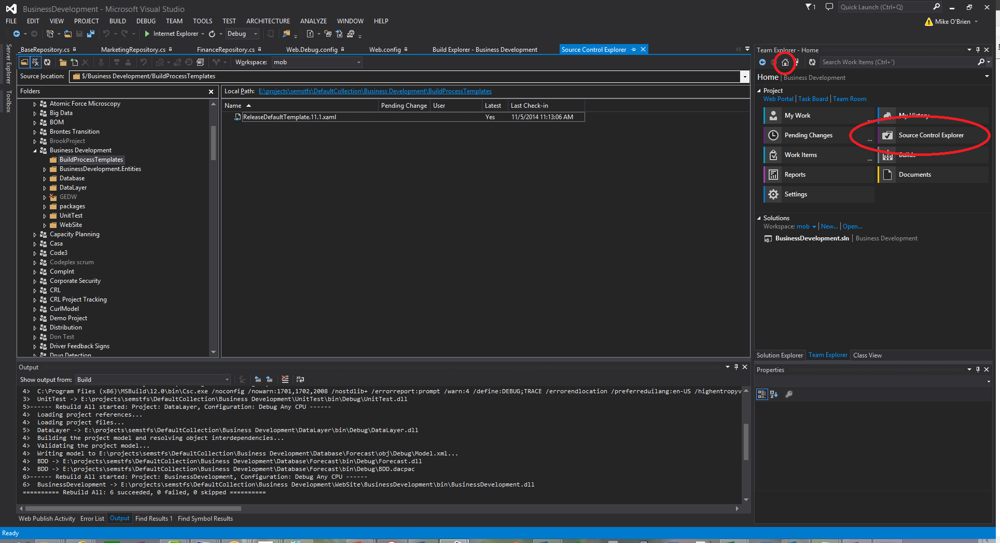 BusinessDevelopment - Microsoft Visual Studio
1
Quick Launch (Ctrl+Q)
FILE EDIT VIEW PROJECT BUILD DEBUG TEAM TOOLS TEST ARCHITECTURE ANALYZE WINDOW HELP
Mike O'Brien
Internet Explorer Debug
Server Explorer
Toolbox
_BaseRepository.cs MarketingRepository.cs FinanceRepository.cs Web.Debug.config Web.config Build Explorer - Business Development Source Control Explorer
Workspace: mob
Source location: $/Business Development/BuildProcessTemplates
Folders
Atomic Force Microscopy
Big Data
BOM
Brontes Transition
BrookProject
Business Development
BuildProcessTemplates
BusinessDevelopment.Entities
Database
DataLayer
GEDW
packages
UnitTest
WebSite
Capacity Planning
Casa
Code3
Codeplex scrum
CompInt
Corporate Security
CRL
CRL Project Tracking
CurlModel
Demo Project
Distribution
Don Test
Driver Feedback Signs
Drug Detection
Local Path: E:\projects\semstfs\DefaultCollection\Business Development\BuildProcessTemplates
Name Pending Change User Latest Last Check-in
ReleaseDefaultTemplate.11.1.xaml Yes 11/5/2014 11:13:06 AM
Team Explorer - Home
Search Work Items (Ctrl+')
Home | Business Development
Project
Web Portal | Task Board | Team Room
My Work
My History
Pending Changes ...
Source Control Explorer
Work Items ...
Builds
Reports
Documents
Settings
Solutions
Workspace: mob | New... | Open...
BusinessDevelopment.sln | Business Development
Solution Explorer Team Explorer Class View
Properties
Output
Show output from: Build
4> C:\Program Files (x86)\MSBuild\12.0\bin\Csc.exe /noconfig /nowarn:1701,1702,2008 /nostdlib+ /errorreport:prompt /warn:4 /define:DEBUG;TRACE /errorendlocation /preferreduilang:en-US /highentropyv
3> UnitTest -> E:\projects\semstfs\DefaultCollection\Business Development\UnitTest\bin\Debug\UnitTest.dll
5>------ Rebuild All started: Project: DataLayer, Configuration: Debug Any CPU ------
4> Loading project references...
4> Loading project files...
5> DataLayer -> E:\projects\semstfs\DefaultCollection\Business Development\DataLayer\bin\Debug\DataLayer.dll
4> Building the project model and resolving object interdependencies...
4> Validating the project model...
4> Writing model to E:\projects\semstfs\DefaultCollection\Business Development\Database\Forecast\obj\Debug\Model.xml...
4> BDD -> E:\projects\semstfs\DefaultCollection\Business Development\Database\Forecast\bin\Debug\Forecast.dll
4> BDD -> E:\projects\semstfs\DefaultCollection\Business Development\Database\Forecast\bin\Debug\BDD.dacpac
6>------ Rebuild All started: Project: BusinessDevelopment, Configuration: Debug Any CPU ------
6> BusinessDevelopment -> E:\projects\semstfs\DefaultCollection\Business Development\WebSite\BusinessDevelopment\bin\BusinessDevelopment.dll
========== Rebuild All: 6 succeeded, 0 failed, 0 skipped ==========
Web Publish Activity Error List Output Find Results 1 Find Symbol Results
Ready